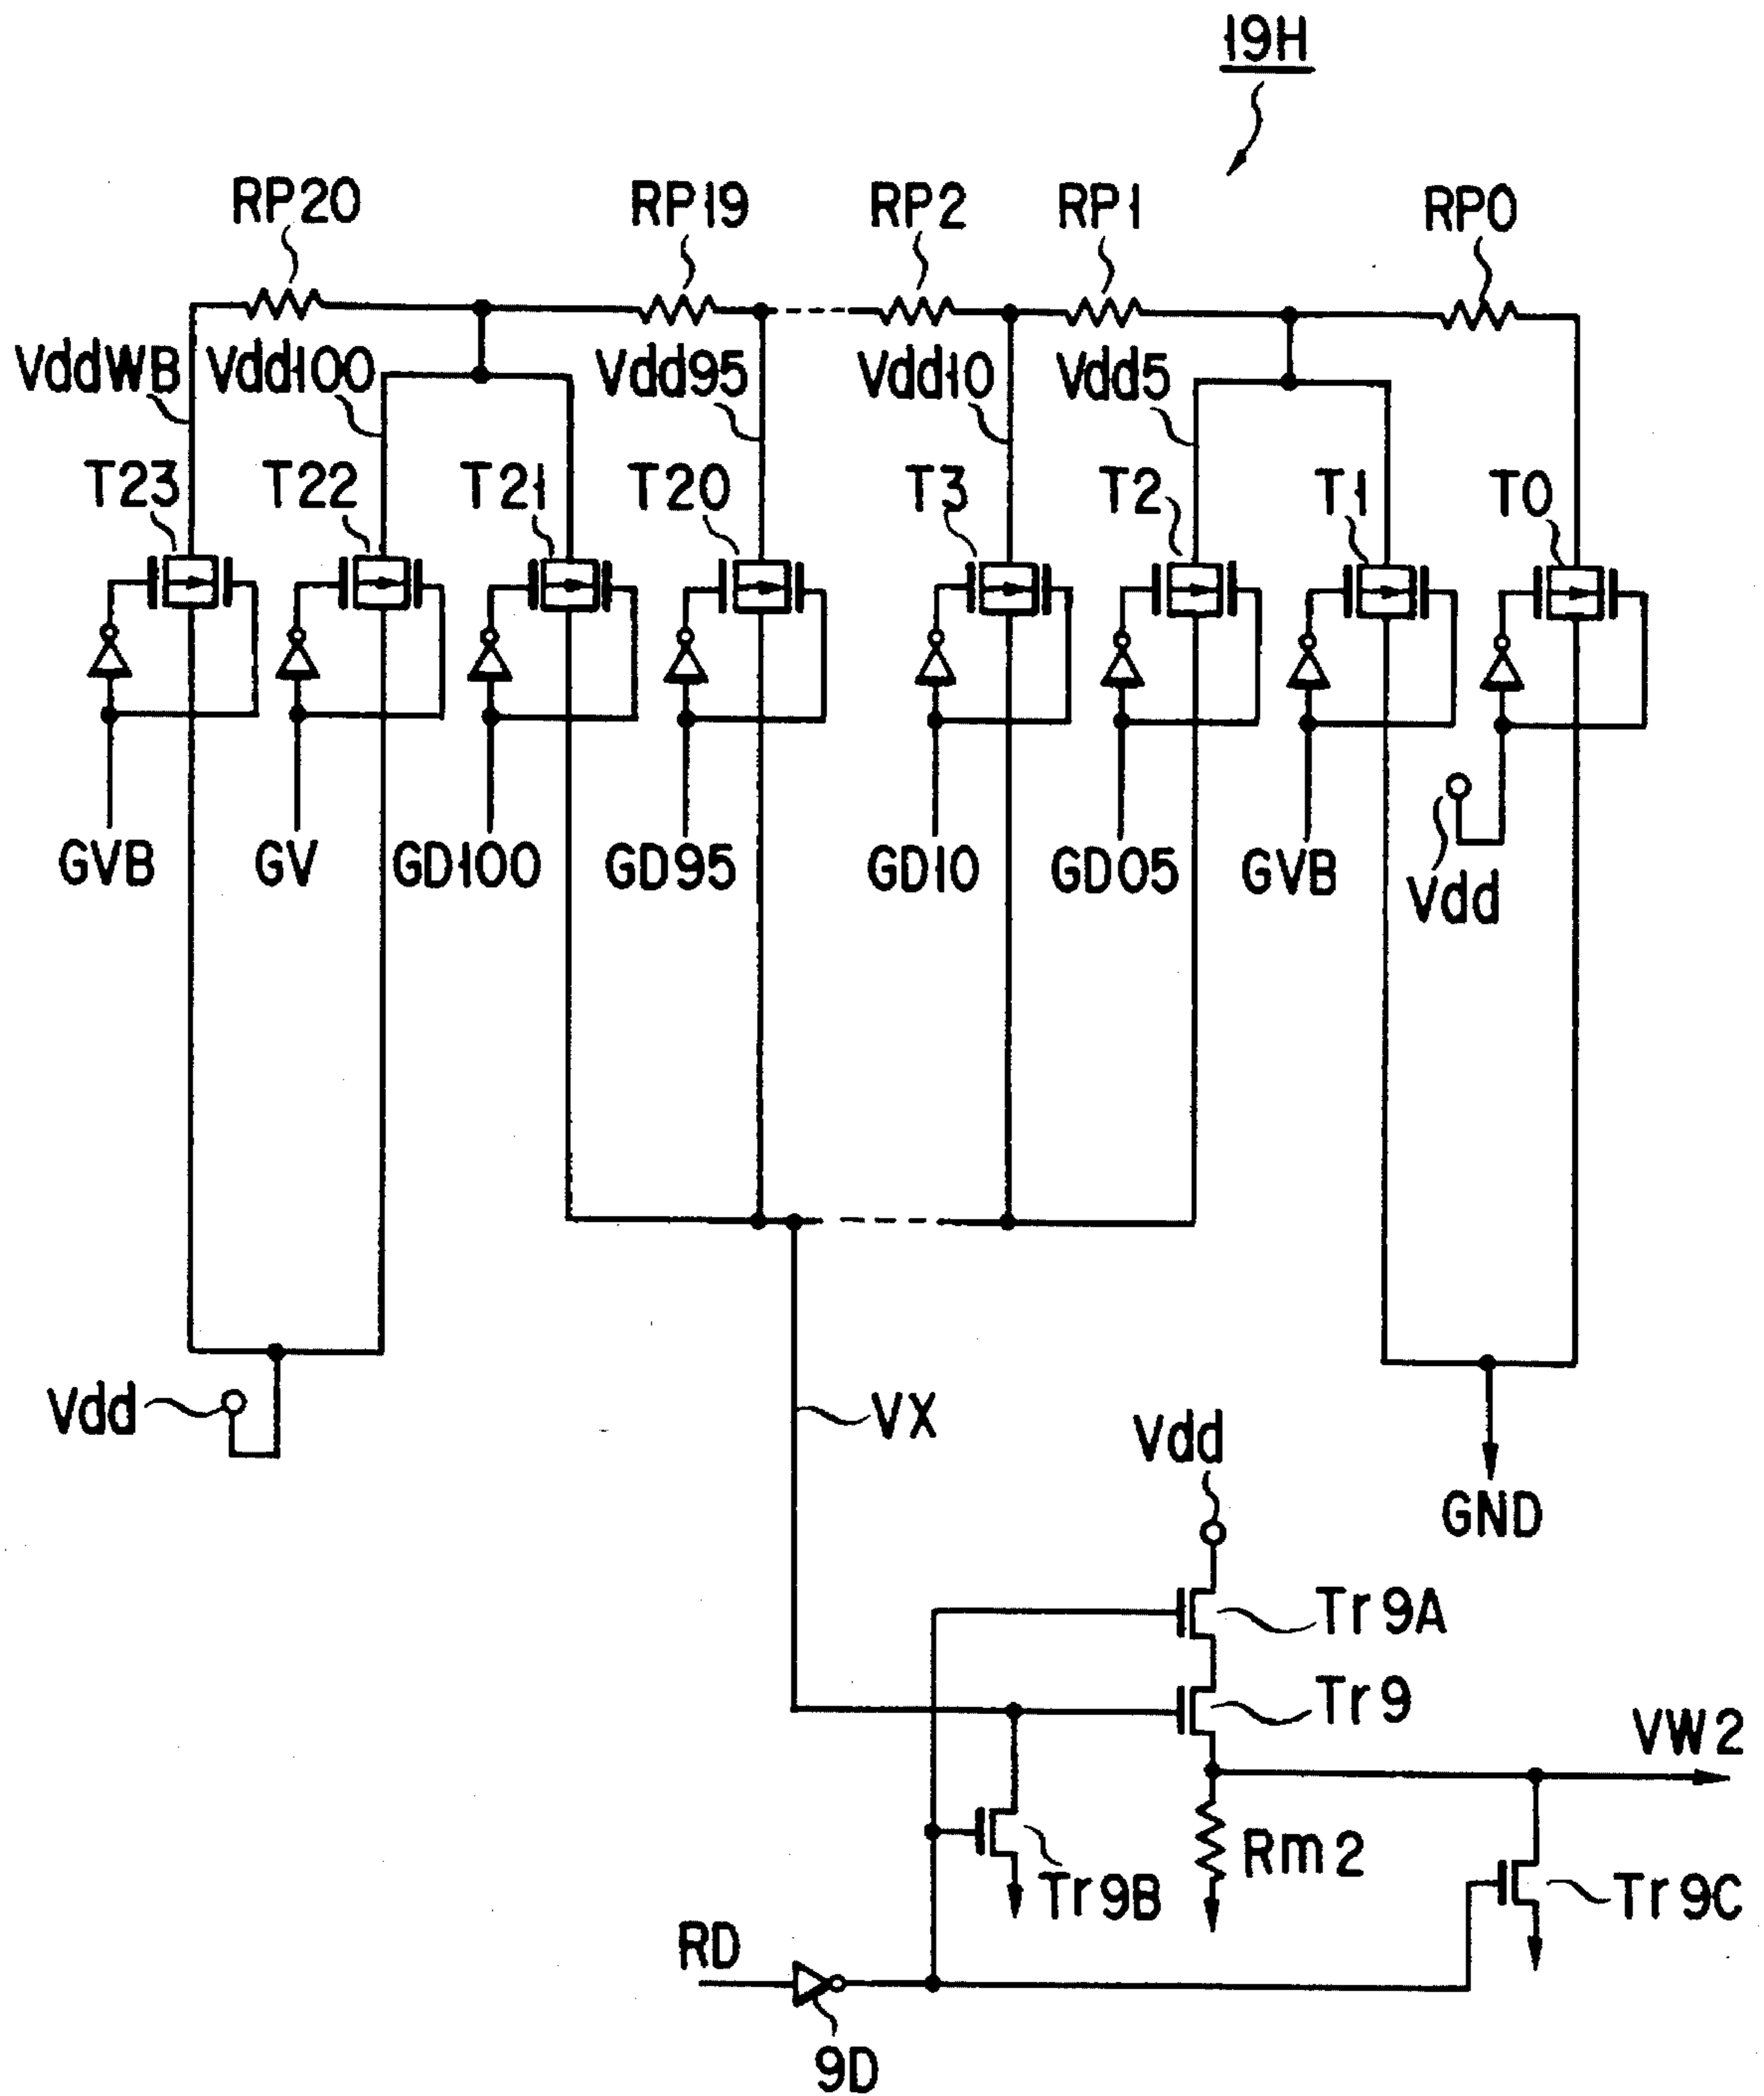 19H
RP20 RP19 RP2 RP1 RP0
VddWB Vdd100 Vdd95 Vdd10 Vdd5
T23 T22 T21 T20 T3 T2 T1 T0
GVB GV GD100 GD95 GD10 GD05 GVB Vdd
Vdd VX Vdd
GND
Tr9A
Tr9
VW2
Rm2
Tr9B Tr9C
RD
9D